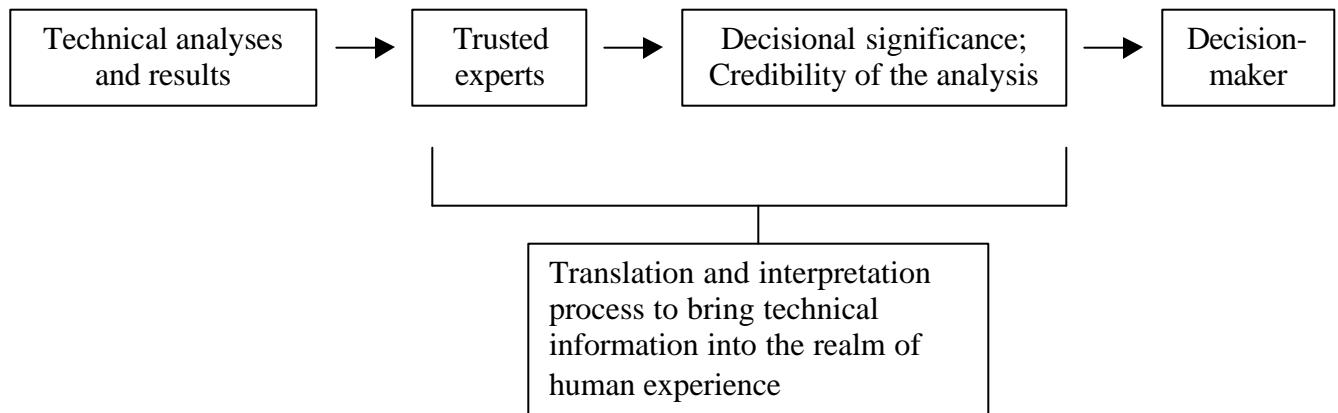 Technical analyses
and results
Trusted
experts
Decisional significance;
Credibility of the analysis
Decision-
maker
Translation and interpretation
process to bring technical
information into the realm of
human experience